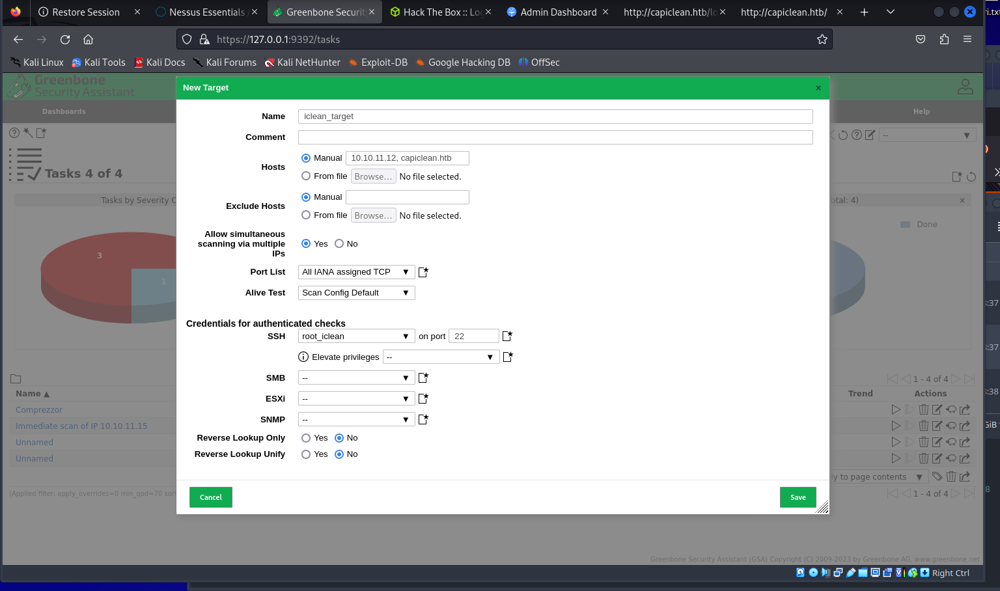 Restore Session
Nessus Essentials /
Greenbone Securit
Hack The Box :: Lo
Admin Dashboard
http://capiclean.htb/lo
http://capiclean.htb/
ri.txt
https://127.0.0.1:9392/tasks
Kali Linux
Kali Tools
Kali Docs
Kali Forums
Kali NetHunter
Exploit-DB
Google Hacking DB
OffSec
Greenbone
Security Assistant
Dashboards
Help
--
Tasks 4 of 4
Tasks by Severity C
otal: 4)
Done
3
1
New Target
Name
iclean_target
Comment
Hosts
Manual
10.10.11.12, capiclean.htb
From file
Browse...
No file selected.
Exclude Hosts
Manual
From file
Browse...
No file selected.
Allow simultaneous
scanning via multiple
IPs
Yes
No
Port List
All IANA assigned TCP
Alive Test
Scan Config Default
Credentials for authenticated checks
SSH
root_iclean
on port
22
Elevate privileges
--
SMB
--
ESXi
--
SNMP
--
Reverse Lookup Only
Yes
No
Reverse Lookup Unify
Yes
No
Cancel
Save
1 - 4 of 4
Name
Trend
Actions
Comprezzor
Immediate scan of IP 10.10.11.15
Unnamed
Unnamed
ly to page contents
(Applied filter: apply_overrides=0 min_qod=70 sort
1 - 4 of 4
:37
:37
:38
GiB
8
Greenbone Security Assistant (GSA) Copyright (C) 2009-2023 by Greenbone AG, www.greenbone.net
Right Ctrl